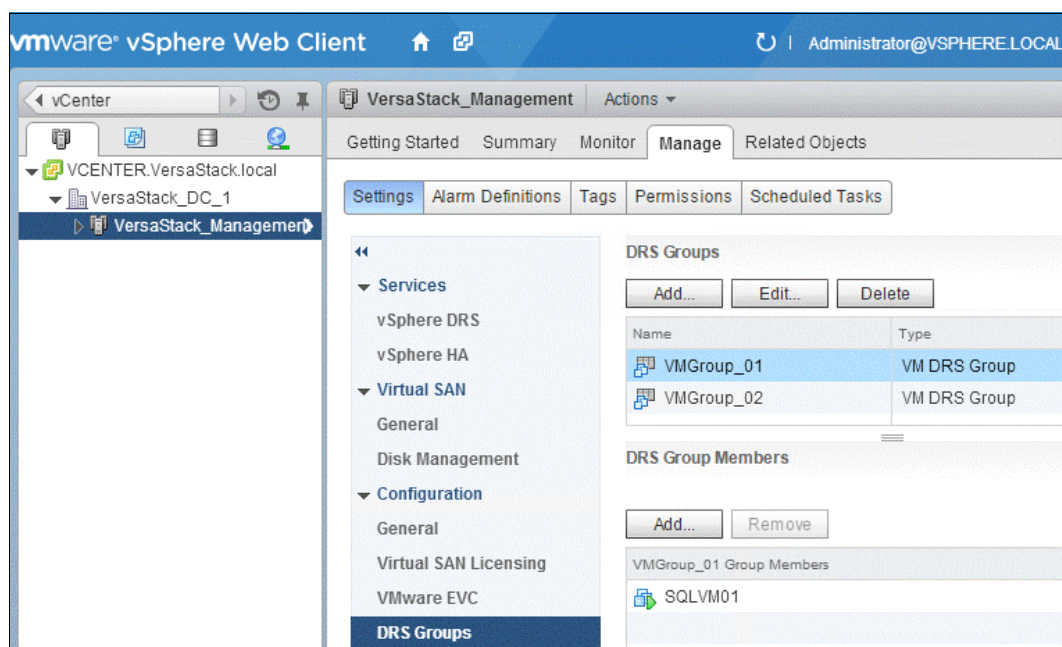 vmware® vSphere Web Client
Administrator@VSPHERE.LOCAL
vCenter
VersaStack_Management Actions
Getting Started Summary Monitor Manage Related Objects
VCENTER.VersaStack.local
VersaStack_DC_1
VersaStack_Management
Settings Alarm Definitions Tags Permissions Scheduled Tasks
Services
vSphere DRS
vSphere HA
Virtual SAN
General
Disk Management
Configuration
General
Virtual SAN Licensing
VMware EVC
DRS Groups
DRS Groups
Add... Edit... Delete
Name Type
VMGroup_01 VM DRS Group
VMGroup_02 VM DRS Group
DRS Group Members
Add... Remove
VMGroup_01 Group Members
SQLVM01